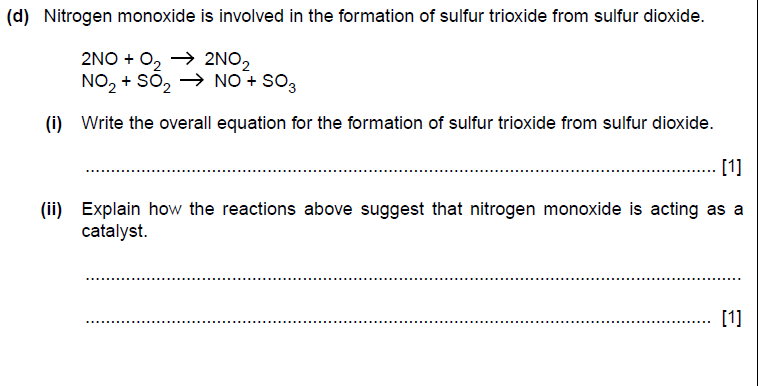 (d) Nitrogen monoxide is involved in the formation of sulfur trioxide from sulfur dioxide.
2NO + O₂ → 2NO₂
NO₂ + SO₂ → NO + SO₃
(i) Write the overall equation for the formation of sulfur trioxide from sulfur dioxide.
.......................................................................................................................... [1]
(ii) Explain how the reactions above suggest that nitrogen monoxide is acting as a
catalyst.
..................................................................................................................................
.......................................................................................................................... [1]